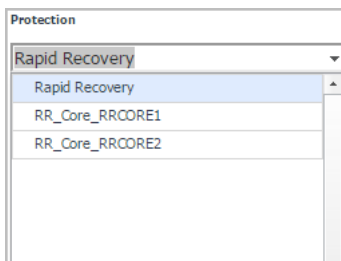 Protection
Rapid Recovery
Rapid Recovery
RR_Core_RRCORE1
RR_Core_RRCORE2